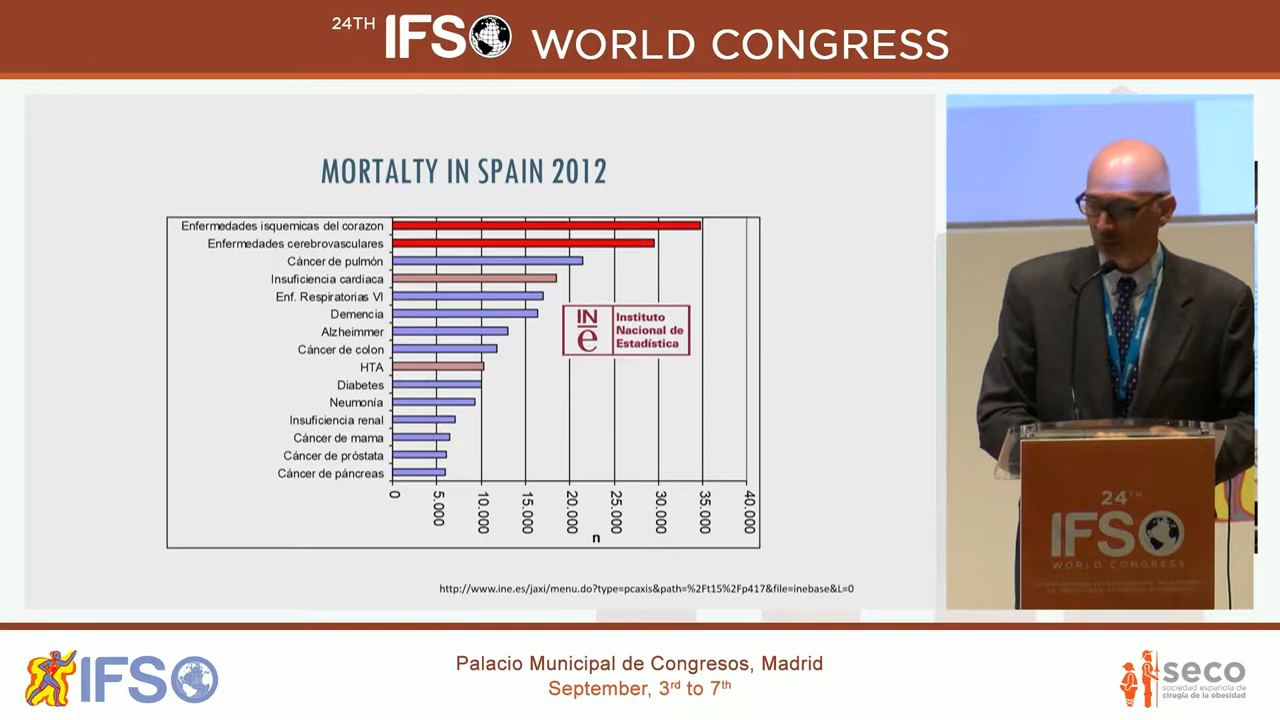 24TH IFSO WORLD CONGRESS
MORTALTY IN SPAIN 2012
Enfermedades isquemicas del corazon
Enfermedades cerebrovasculares
Cáncer de pulmón
Insuficiencia cardiaca
Enf. Respiratorias VI
Demencia
Alzheimmer
Cáncer de colon
HTA
Diabetes
Neumonía
Insuficiencia renal
Cáncer de mama
Cáncer de próstata
Cáncer de páncreas
0
5.000
10.000
15.000
20.000
25.000
30.000
35.000
40.000
n
INe
Instituto
Nacional de
Estadística
http://www.ine.es/jaxi/menu.do?type=pcaxis&path=%2Ft15%2Fp417&file=inebase&L=0
24TH
IFSO
WORLD CONGRESS
IFSO
Palacio Municipal de Congresos, Madrid
September, 3rd to 7th
seco
sociedad española de
cirugía de la obesidad